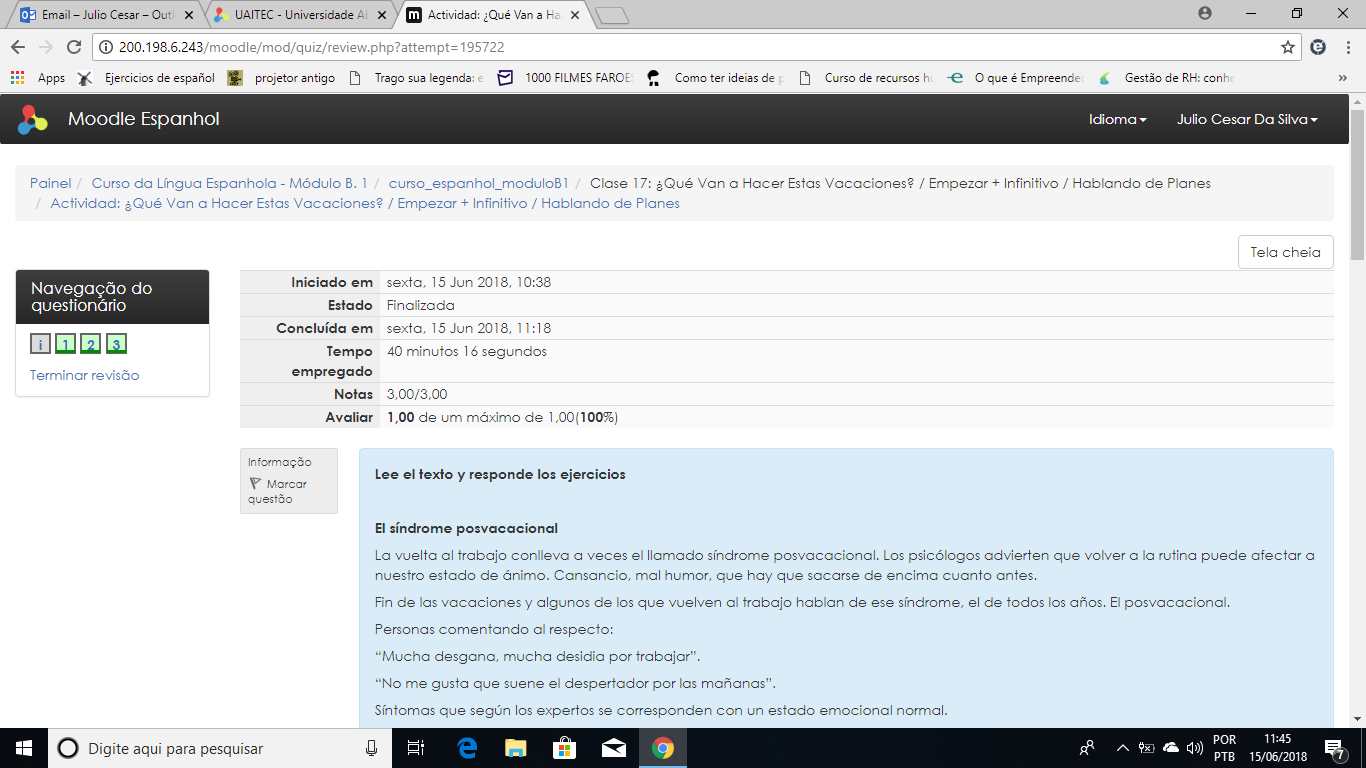 Email – Julio Cesar – Outl
UAITEC - Universidade Ab
Actividad: ¿Qué Van a Ha
200.198.6.243/moodle/mod/quiz/review.php?attempt=195722
Apps
Ejercicios de español
projetor antigo
Trago sua legenda: e
1000 FILMES FAROES
Como ter ideias de p
Curso de recursos hu
O que é Empreende
Gestão de RH: conhe
»
Moodle Espanhol
Idioma
Julio Cesar Da Silva
Painel / Curso da Língua Espanhola - Módulo B. 1 / curso_espanhol_moduloB1 / Clase 17: ¿Qué Van a Hacer Estas Vacaciones? / Empezar + Infinitivo / Hablando de Planes
/ Actividad: ¿Qué Van a Hacer Estas Vacaciones? / Empezar + Infinitivo / Hablando de Planes
Tela cheia
Navegação do
questionário
i 1 2 3
Terminar revisão
Iniciado em sexta, 15 Jun 2018, 10:38
Estado Finalizada
Concluída em sexta, 15 Jun 2018, 11:18
Tempo 40 minutos 16 segundos
empregado
Notas 3,00/3,00
Avaliar 1,00 de um máximo de 1,00(100%)
Informação
Marcar
questão
Lee el texto y responde los ejercicios
El síndrome posvacacional
La vuelta al trabajo conlleva a veces el llamado síndrome posvacacional. Los psicólogos advierten que volver a la rutina puede afectar a
nuestro estado de ánimo. Cansancio, mal humor, que hay que sacarse de encima cuanto antes.
Fin de las vacaciones y algunos de los que vuelven al trabajo hablan de ese síndrome, el de todos los años. El posvacacional.
Personas comentando al respecto:
“Mucha desgana, mucha desidia por trabajar”.
“No me gusta que suene el despertador por las mañanas”.
Síntomas que según los expertos se corresponden con un estado emocional normal.
Digite aqui para pesquisar
POR
PTB
11:45
15/06/2018
7